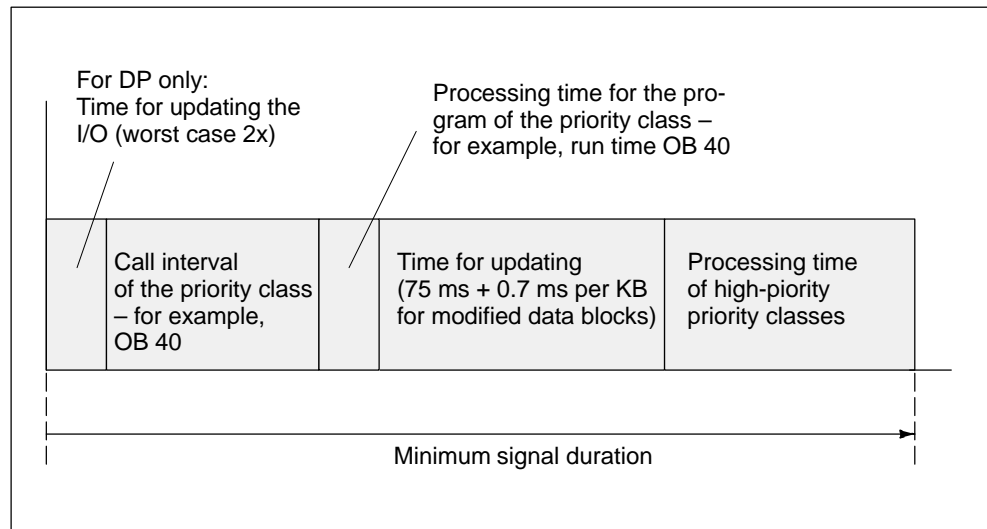 For DP only:
Time for updating the
I/O (worst case 2x)
Processing time for the pro-
gram of the priority class –
for example, run time OB 40
Call interval
of the priority class
– for example,
OB 40
Time for updating
(75 ms + 0.7 ms per KB
for modified data blocks)
Processing time
of high-piority
priority classes
Minimum signal duration